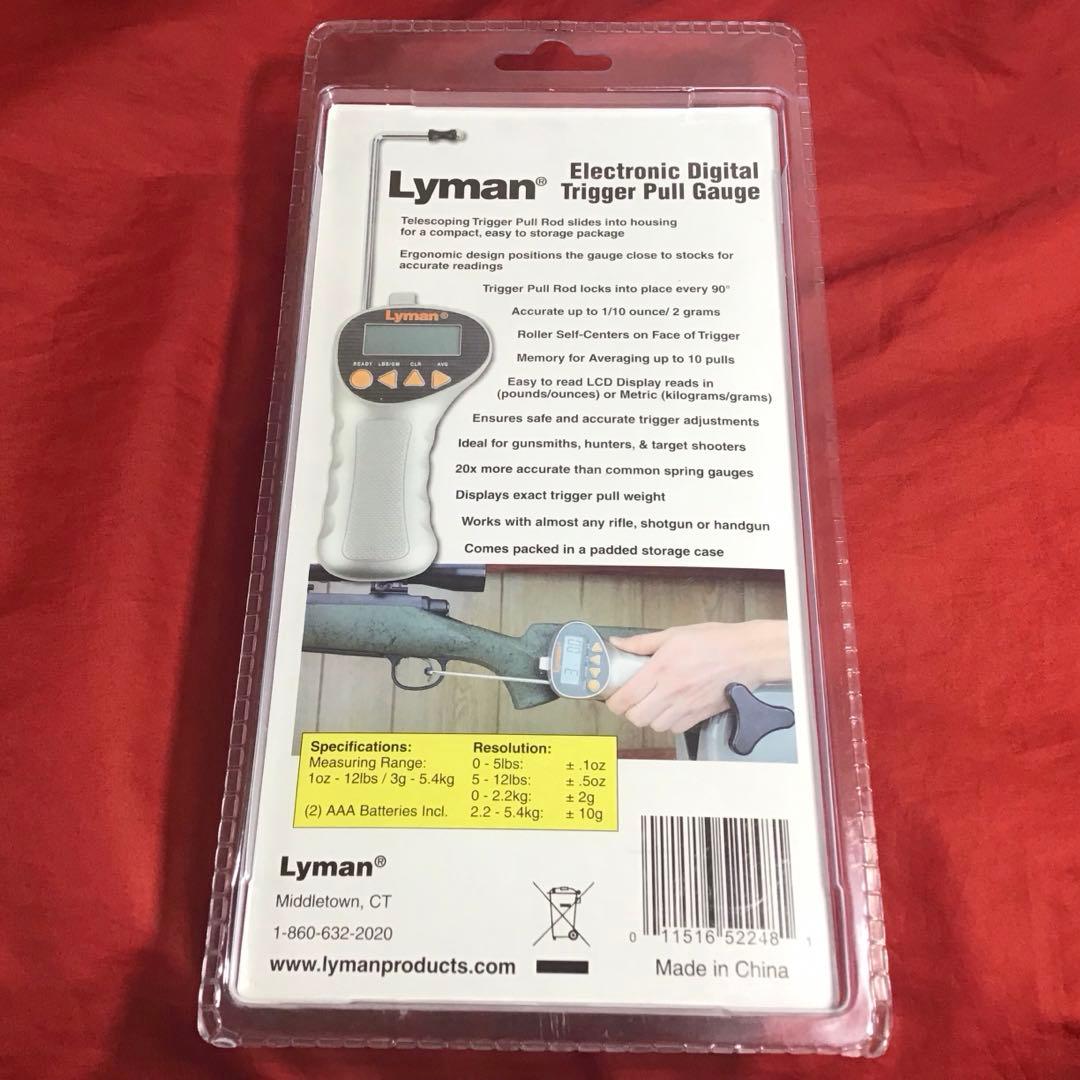 Lyman® Electronic Digital
Trigger Pull Gauge
Telescoping Trigger Pull Rod slides into housing
for a compact, easy to storage package
Ergonomic design positions the gauge close to stocks for
accurate readings
Trigger Pull Rod locks into place every 90°
Accurate up to 1/10 ounce/ 2 grams
Roller Self-Centers on Face of Trigger
Memory for Averaging up to 10 pulls
Easy to read LCD Display reads in
(pounds/ounces) or Metric (kilograms/grams)
Ensures safe and accurate trigger adjustments
Ideal for gunsmiths, hunters, & target shooters
20x more accurate than common spring gauges
Displays exact trigger pull weight
Works with almost any rifle, shotgun or handgun
Comes packed in a padded storage case
Lyman®
READY LBS/GM CLR AVG
Specifications:
Measuring Range:
1oz - 12lbs / 3g - 5.4kg
(2) AAA Batteries Incl.
Resolution:
0 - 5lbs: ± .1oz
5 - 12lbs: ± .5oz
0 - 2.2kg: ± 2g
2.2 - 5.4kg: ± 10g
Lyman®
Middletown, CT
1-860-632-2020
www.lymanproducts.com
0 11516 52248 1
Made in China